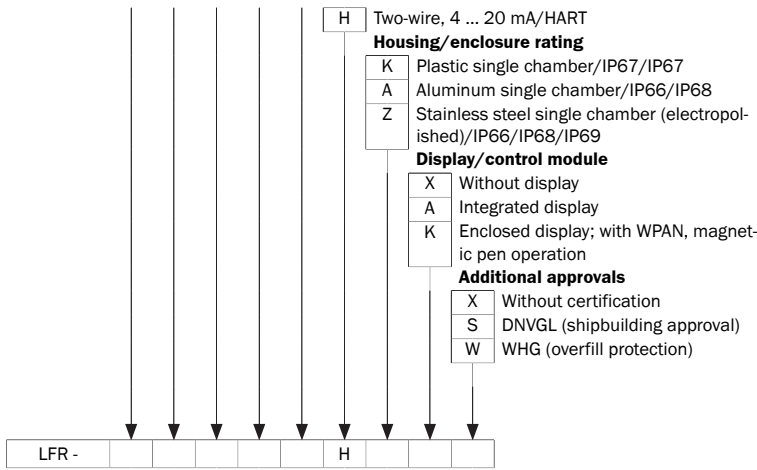 H Two-wire, 4 ... 20 mA/HART
Housing/enclosure rating
K Plastic single chamber/IP67/IP67
A Aluminum single chamber/IP66/IP68
Z Stainless steel single chamber (electropol-
ished)/IP66/IP68/IP69
Display/control module
X Without display
A Integrated display
K Enclosed display; with WPAN, magnet-
ic pen operation
Additional approvals
X Without certification
S DNVGL (shipbuilding approval)
W WHG (overfill protection)
LFR - H